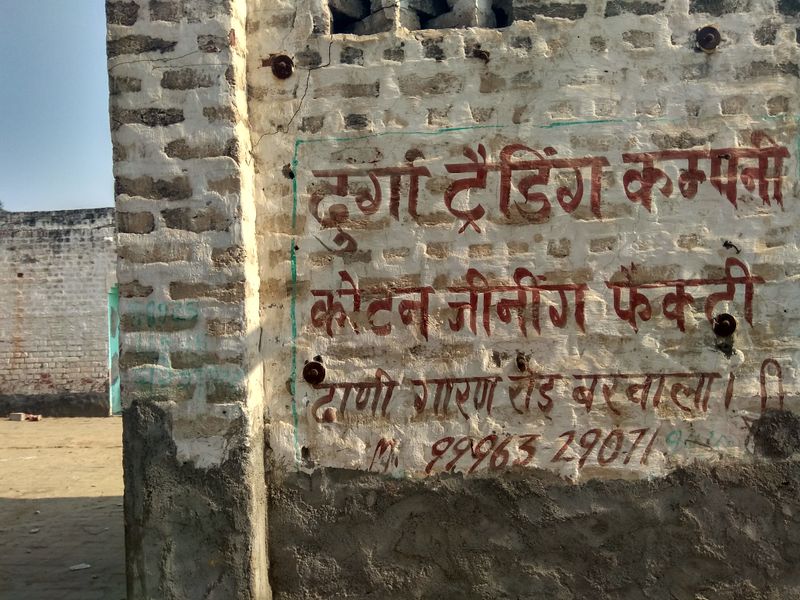 दुर्गा ट्रैडिंग कम्पनी
कोटन जीनींग फैक्ट्री
ढाणी गारण रोड बरवाला।
M. 99963 29071